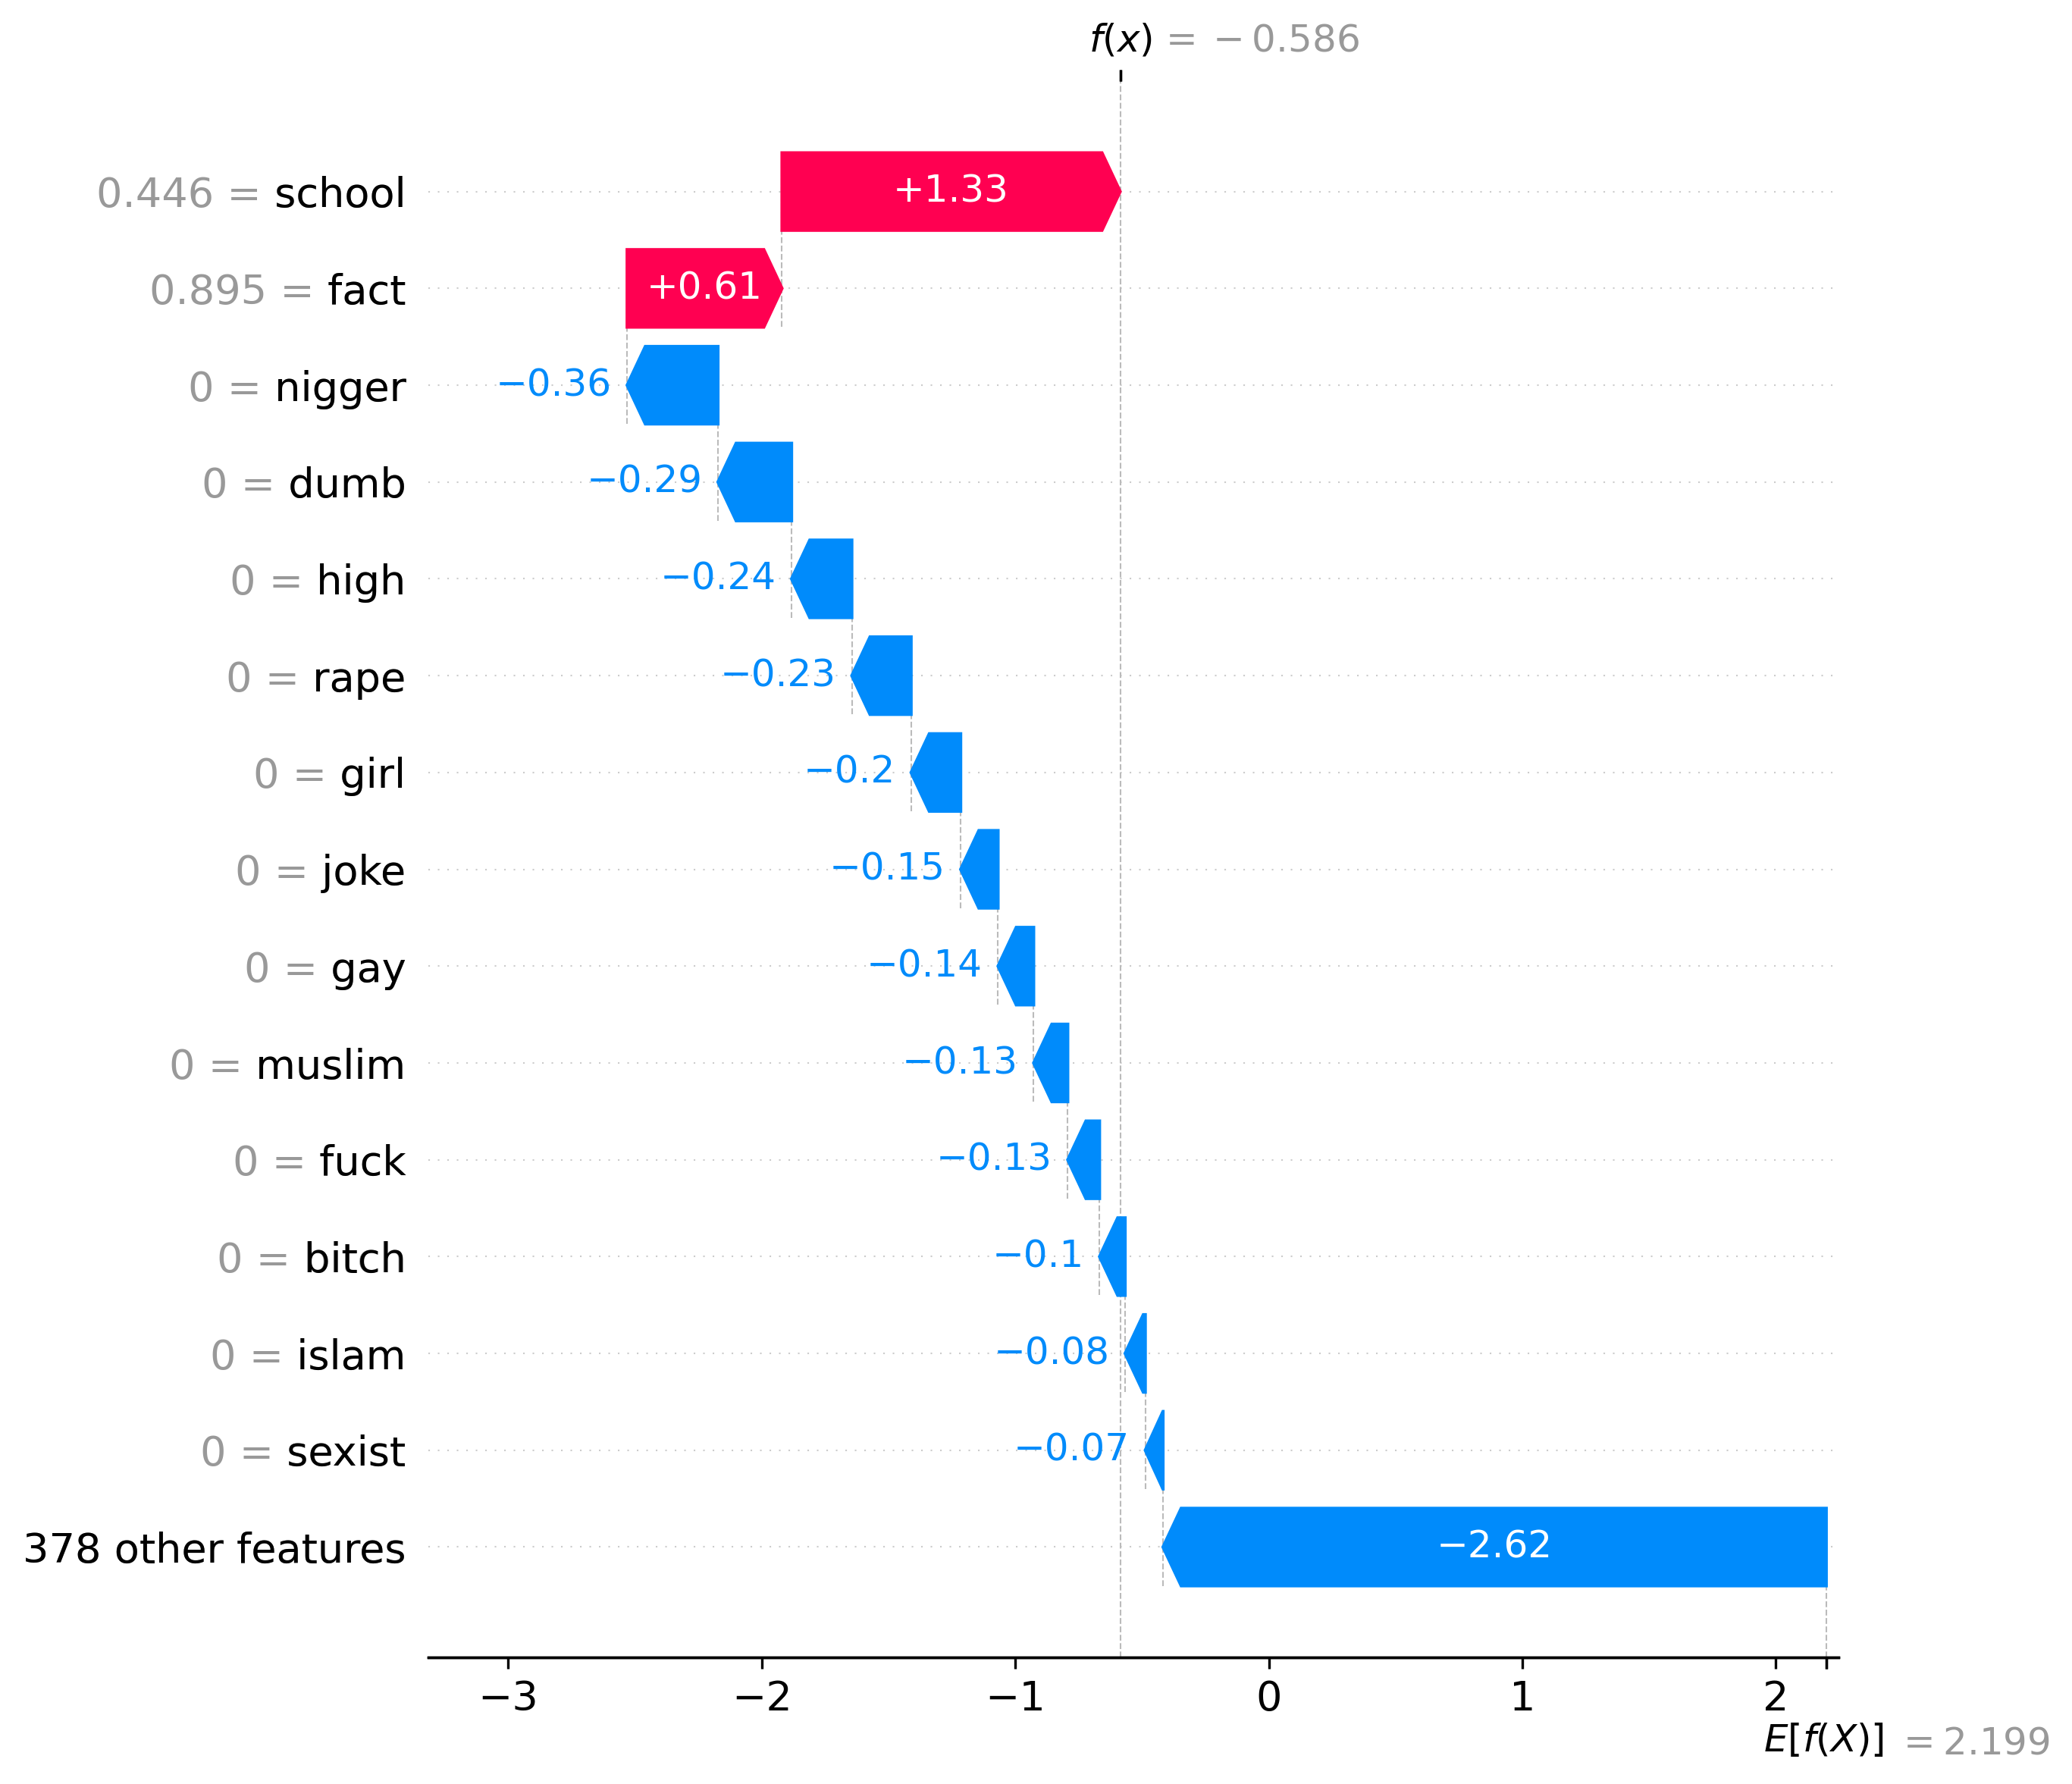 f(x) = −0.586
0.446 = school +1.33
0.895 = fact +0.61
0 = nigger −0.36
0 = dumb −0.29
0 = high −0.24
0 = rape −0.23
0 = girl −0.2
0 = joke −0.15
0 = gay −0.14
0 = muslim −0.13
0 = fuck −0.13
0 = bitch −0.1
0 = islam −0.08
0 = sexist −0.07
378 other features −2.62
−3 −2 −1 0 1 2
E[f(X)] = 2.199